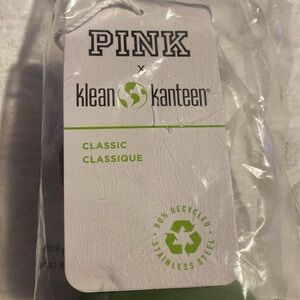 PINK
x
klean kanteen®
CLASSIC
CLASSIQUE
90% RECYCLED
STAINLESS STEEL